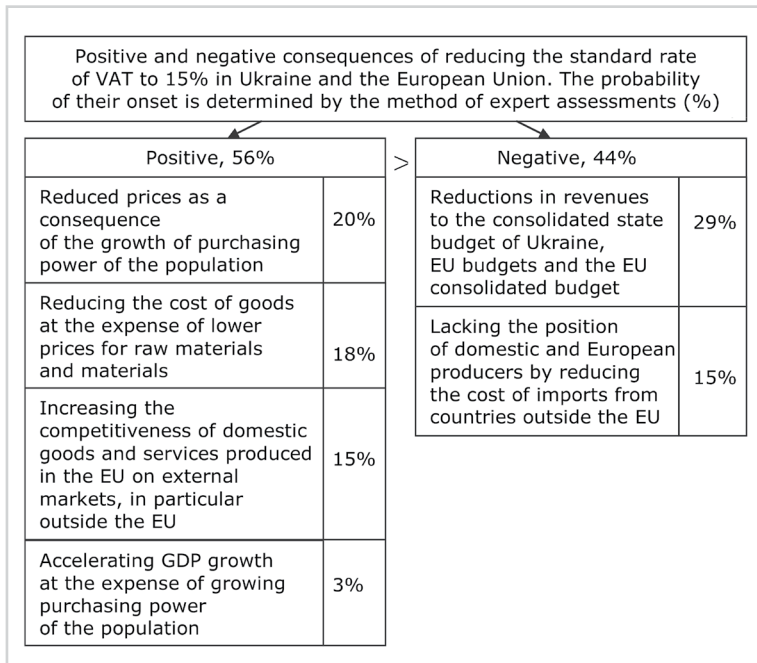 Positive and negative consequences of reducing the standard rate
of VAT to 15% in Ukraine and the European Union. The probability
of their onset is determined by the method of expert assessments (%)
Positive, 56%
>
Negative, 44%
Reduced prices as a
consequence
of the growth of purchasing
power of the population
20%
Reducing the cost of goods
at the expense of lower
prices for raw materials
and materials
18%
Increasing the
competitiveness of domestic
goods and services produced
in the EU on external
markets, in particular
outside the EU
15%
Accelerating GDP growth
at the expense of growing
purchasing power
of the population
3%
Reductions in revenues
to the consolidated state
budget of Ukraine,
EU budgets and the EU
consolidated budget
29%
Lacking the position
of domestic and European
producers by reducing
the cost of imports from
countries outside the EU
15%